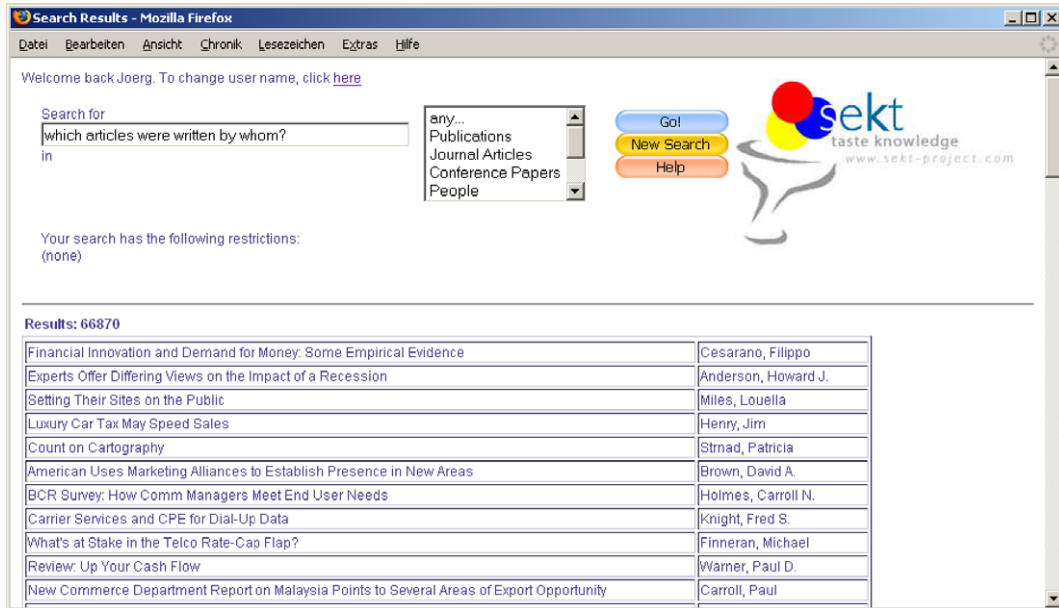 Search Results - Mozilla Firefox
Datei Bearbeiten Ansicht Chronik Lesezeichen Extras Hilfe
Welcome back Joerg. To change user name, click here
Search for
which articles were written by whom?
in
any...
Publications
Journal Articles
Conference Papers
People
Go!
New Search
Help
sekt
taste knowledge
www.sekt-project.com
Your search has the following restrictions:
(none)
Results: 66870
Financial Innovation and Demand for Money: Some Empirical Evidence Cesarano, Filippo
Experts Offer Differing Views on the Impact of a Recession Anderson, Howard J.
Setting Their Sites on the Public Miles, Louella
Luxury Car Tax May Speed Sales Henry, Jim
Count on Cartography Strnad, Patricia
American Uses Marketing Alliances to Establish Presence in New Areas Brown, David A.
BCR Survey: How Comm Managers Meet End User Needs Holmes, Carroll N.
Carrier Services and CPE for Dial-Up Data Knight, Fred S.
What's at Stake in the Telco Rate-Cap Flap? Finneran, Michael
Review: Up Your Cash Flow Warner, Paul D.
New Commerce Department Report on Malaysia Points to Several Areas of Export Opportunity Carroll, Paul